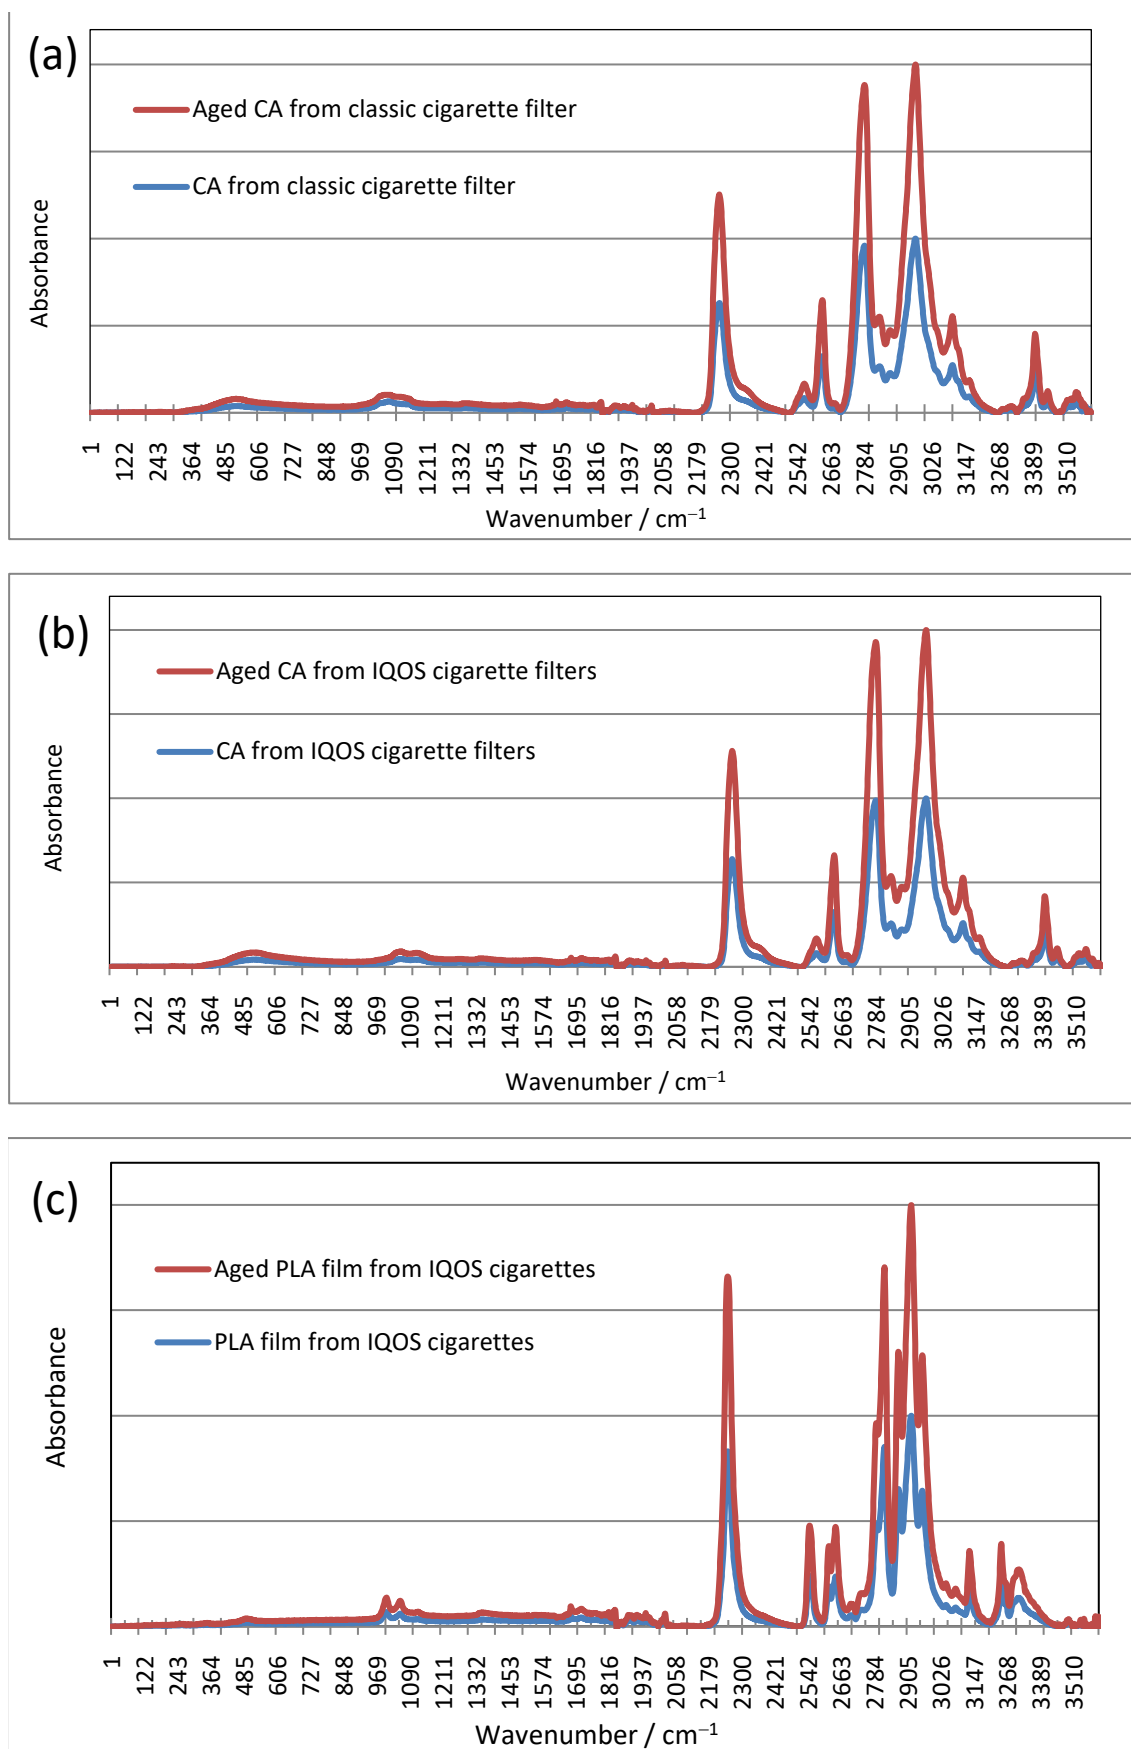 (a)
Aged CA from classic cigarette filter
CA from classic cigarette filter
Absorbance
1 122 243 364 485 606 727 848 969 1090 1211 1332 1453 1574 1695 1816 1937 2058 2179 2300 2421 2542 2663 2784 2905 3026 3147 3268 3389 3510
Wavenumber / cm⁻¹
(b)
Aged CA from IQOS cigarette filters
CA from IQOS cigarette filters
Absorbance
1 122 243 364 485 606 727 848 969 1090 1211 1332 1453 1574 1695 1816 1937 2058 2179 2300 2421 2542 2663 2784 2905 3026 3147 3268 3389 3510
Wavenumber / cm⁻¹
(c)
Aged PLA film from IQOS cigarettes
PLA film from IQOS cigarettes
Absorbance
1 122 243 364 485 606 727 848 969 1090 1211 1332 1453 1574 1695 1816 1937 2058 2179 2300 2421 2542 2663 2784 2905 3026 3147 3268 3389 3510
Wavenumber / cm⁻¹